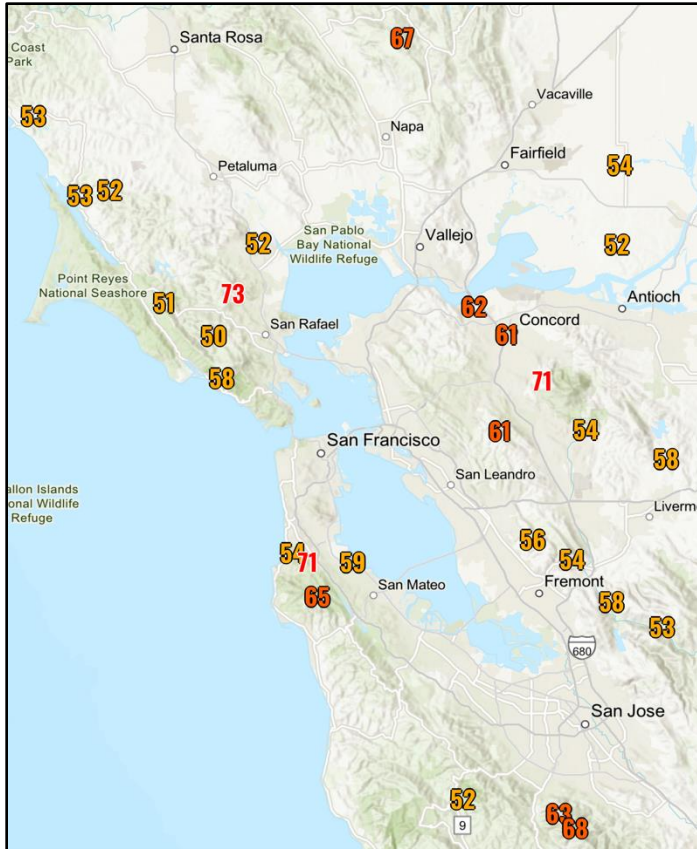 67
Coast
Park
Santa Rosa
Vacaville
53
Napa
Fairfield
54
Petaluma
53
52
52
San Pablo
Bay National
Wildlife Refuge
Vallejo
52
Point Reyes
National Seashore
73
51
62
Antioch
Concord
61
50
San Rafael
58
71
61
54
San Francisco
58
allon Islands
onal Wildlife
Refuge
San Leandro
Liverm
56
54
71
59
54
65
San Mateo
Fremont
58
53
680
San Jose
52
9
63
68